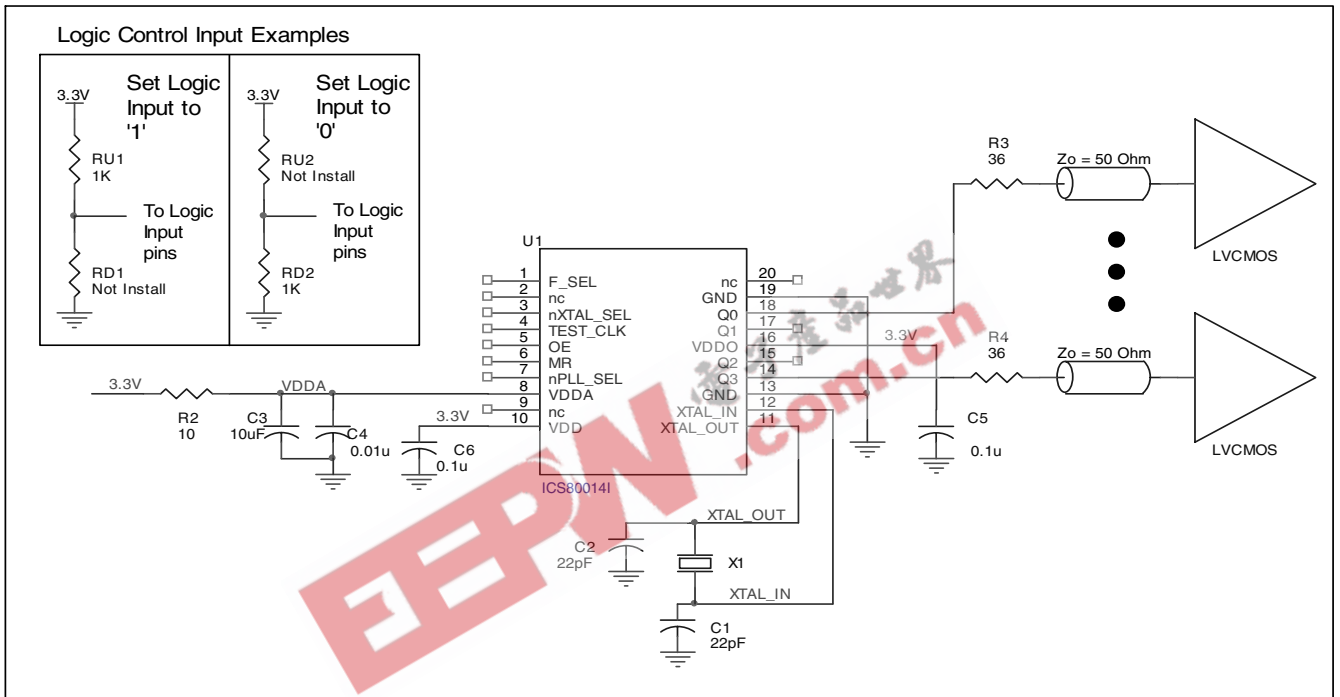 Logic Control Input Examples
Set Logic
Input to
'1'
3.3V
RU1
1K
To Logic
Input
pins
RD1
Not Install
Set Logic
Input to
'0'
3.3V
RU2
Not Install
To Logic
Input
pins
RD2
1K
U1
1 F_SEL
2 nc
3 nXTAL_SEL
4 TEST_CLK
5 OE
6 MR
7 nPLL_SEL
8 VDDA
9 nc
10 VDD
nc 20
GND 19
Q0 18
Q1 17
VDDO 16
Q2 15
Q3 14
GND 13
XTAL_IN 12
XTAL_OUT 11
ICS80014I
3.3V
R2
10
VDDA
C3
10uF
C4
0.01u
3.3V
C6
0.1u
R3
36
Zo = 50 Ohm
LVCMOS
3.3V
R4
36
Zo = 50 Ohm
LVCMOS
C5
0.1u
XTAL_OUT
C2
22pF
X1
XTAL_IN
C1
22pF
EEPW
電子產品世界
.com.cn